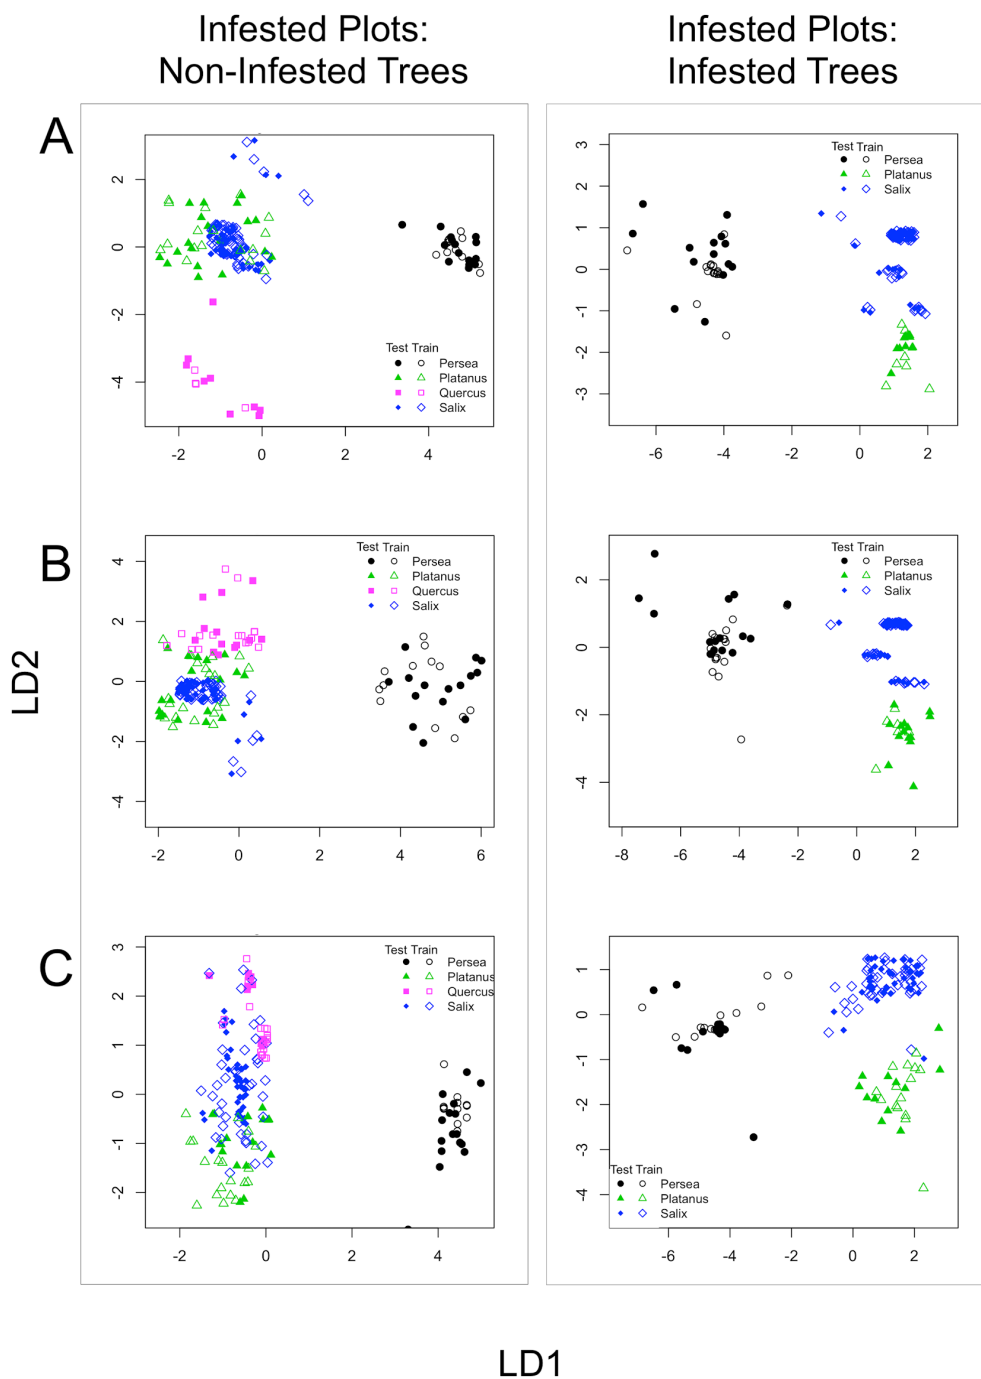 Infested Plots:
Non-Infested Trees
Infested Plots:
Infested Trees
A
2
0
-2
-4
-2
0
2
4
Test Train
Persea
Platanus
Quercus
Salix
3
2
1
0
-1
-2
-3
-6
-4
-2
0
2
Test Train
Persea
Platanus
Salix
B
4
2
0
-2
-4
-2
0
2
4
6
Test Train
Persea
Platanus
Quercus
Salix
2
0
-2
-4
-8
-6
-4
-2
0
2
Test Train
Persea
Platanus
Salix
LD2
C
3
2
1
0
-1
-2
-2
0
2
4
Test Train
Persea
Platanus
Quercus
Salix
1
0
-1
-2
-3
-4
-6
-4
-2
0
2
Test Train
Persea
Platanus
Salix
LD1